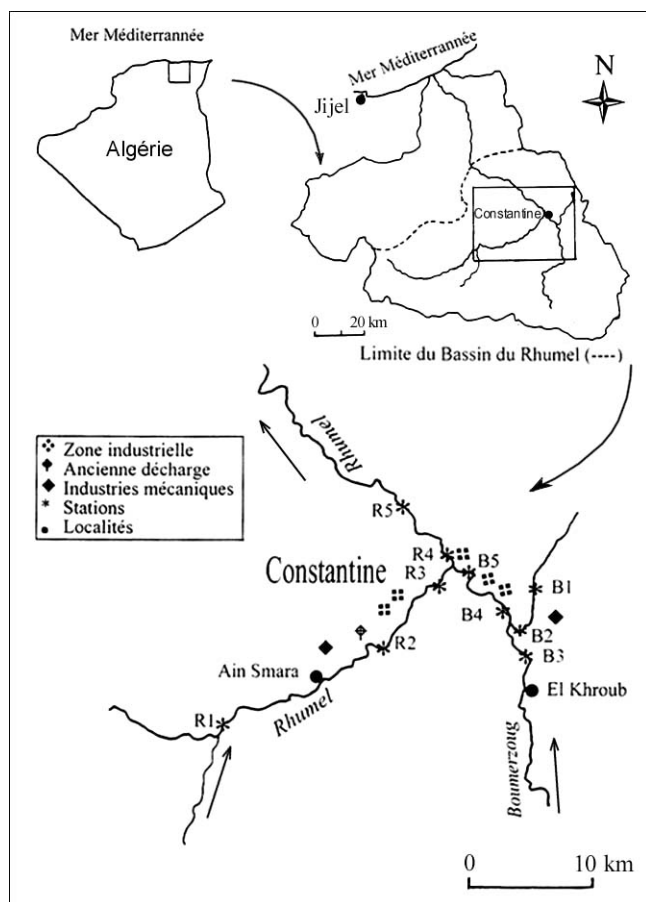 Mer Méditerrannée
Algérie
Mer Méditerrannée
Jijel
N
Constantine
0 20 km
Limite du Bassin du Rhumel (----)
Zone industrielle
Ancienne décharge
Industries mécaniques
Stations
Localités
Rhumel
R5
R4
B5
Constantine
R3
B1
B4
B2
R2
B3
Ain Smara
El Khroub
R1
Rhumel
Boumerzoug
0 10 km